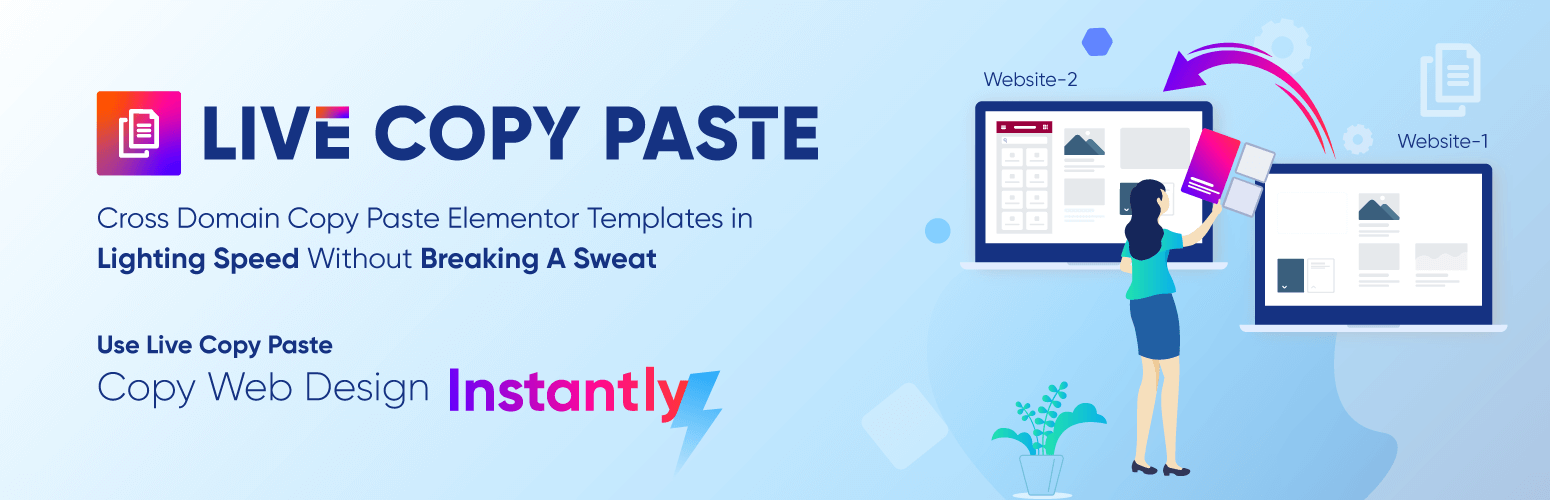 LIVE COPY PASTE
Cross Domain Copy Paste Elementor Templates in
Lighting Speed Without Breaking A Sweat
Use Live Copy Paste
Copy Web Design Instantly
Website-2
Website-1